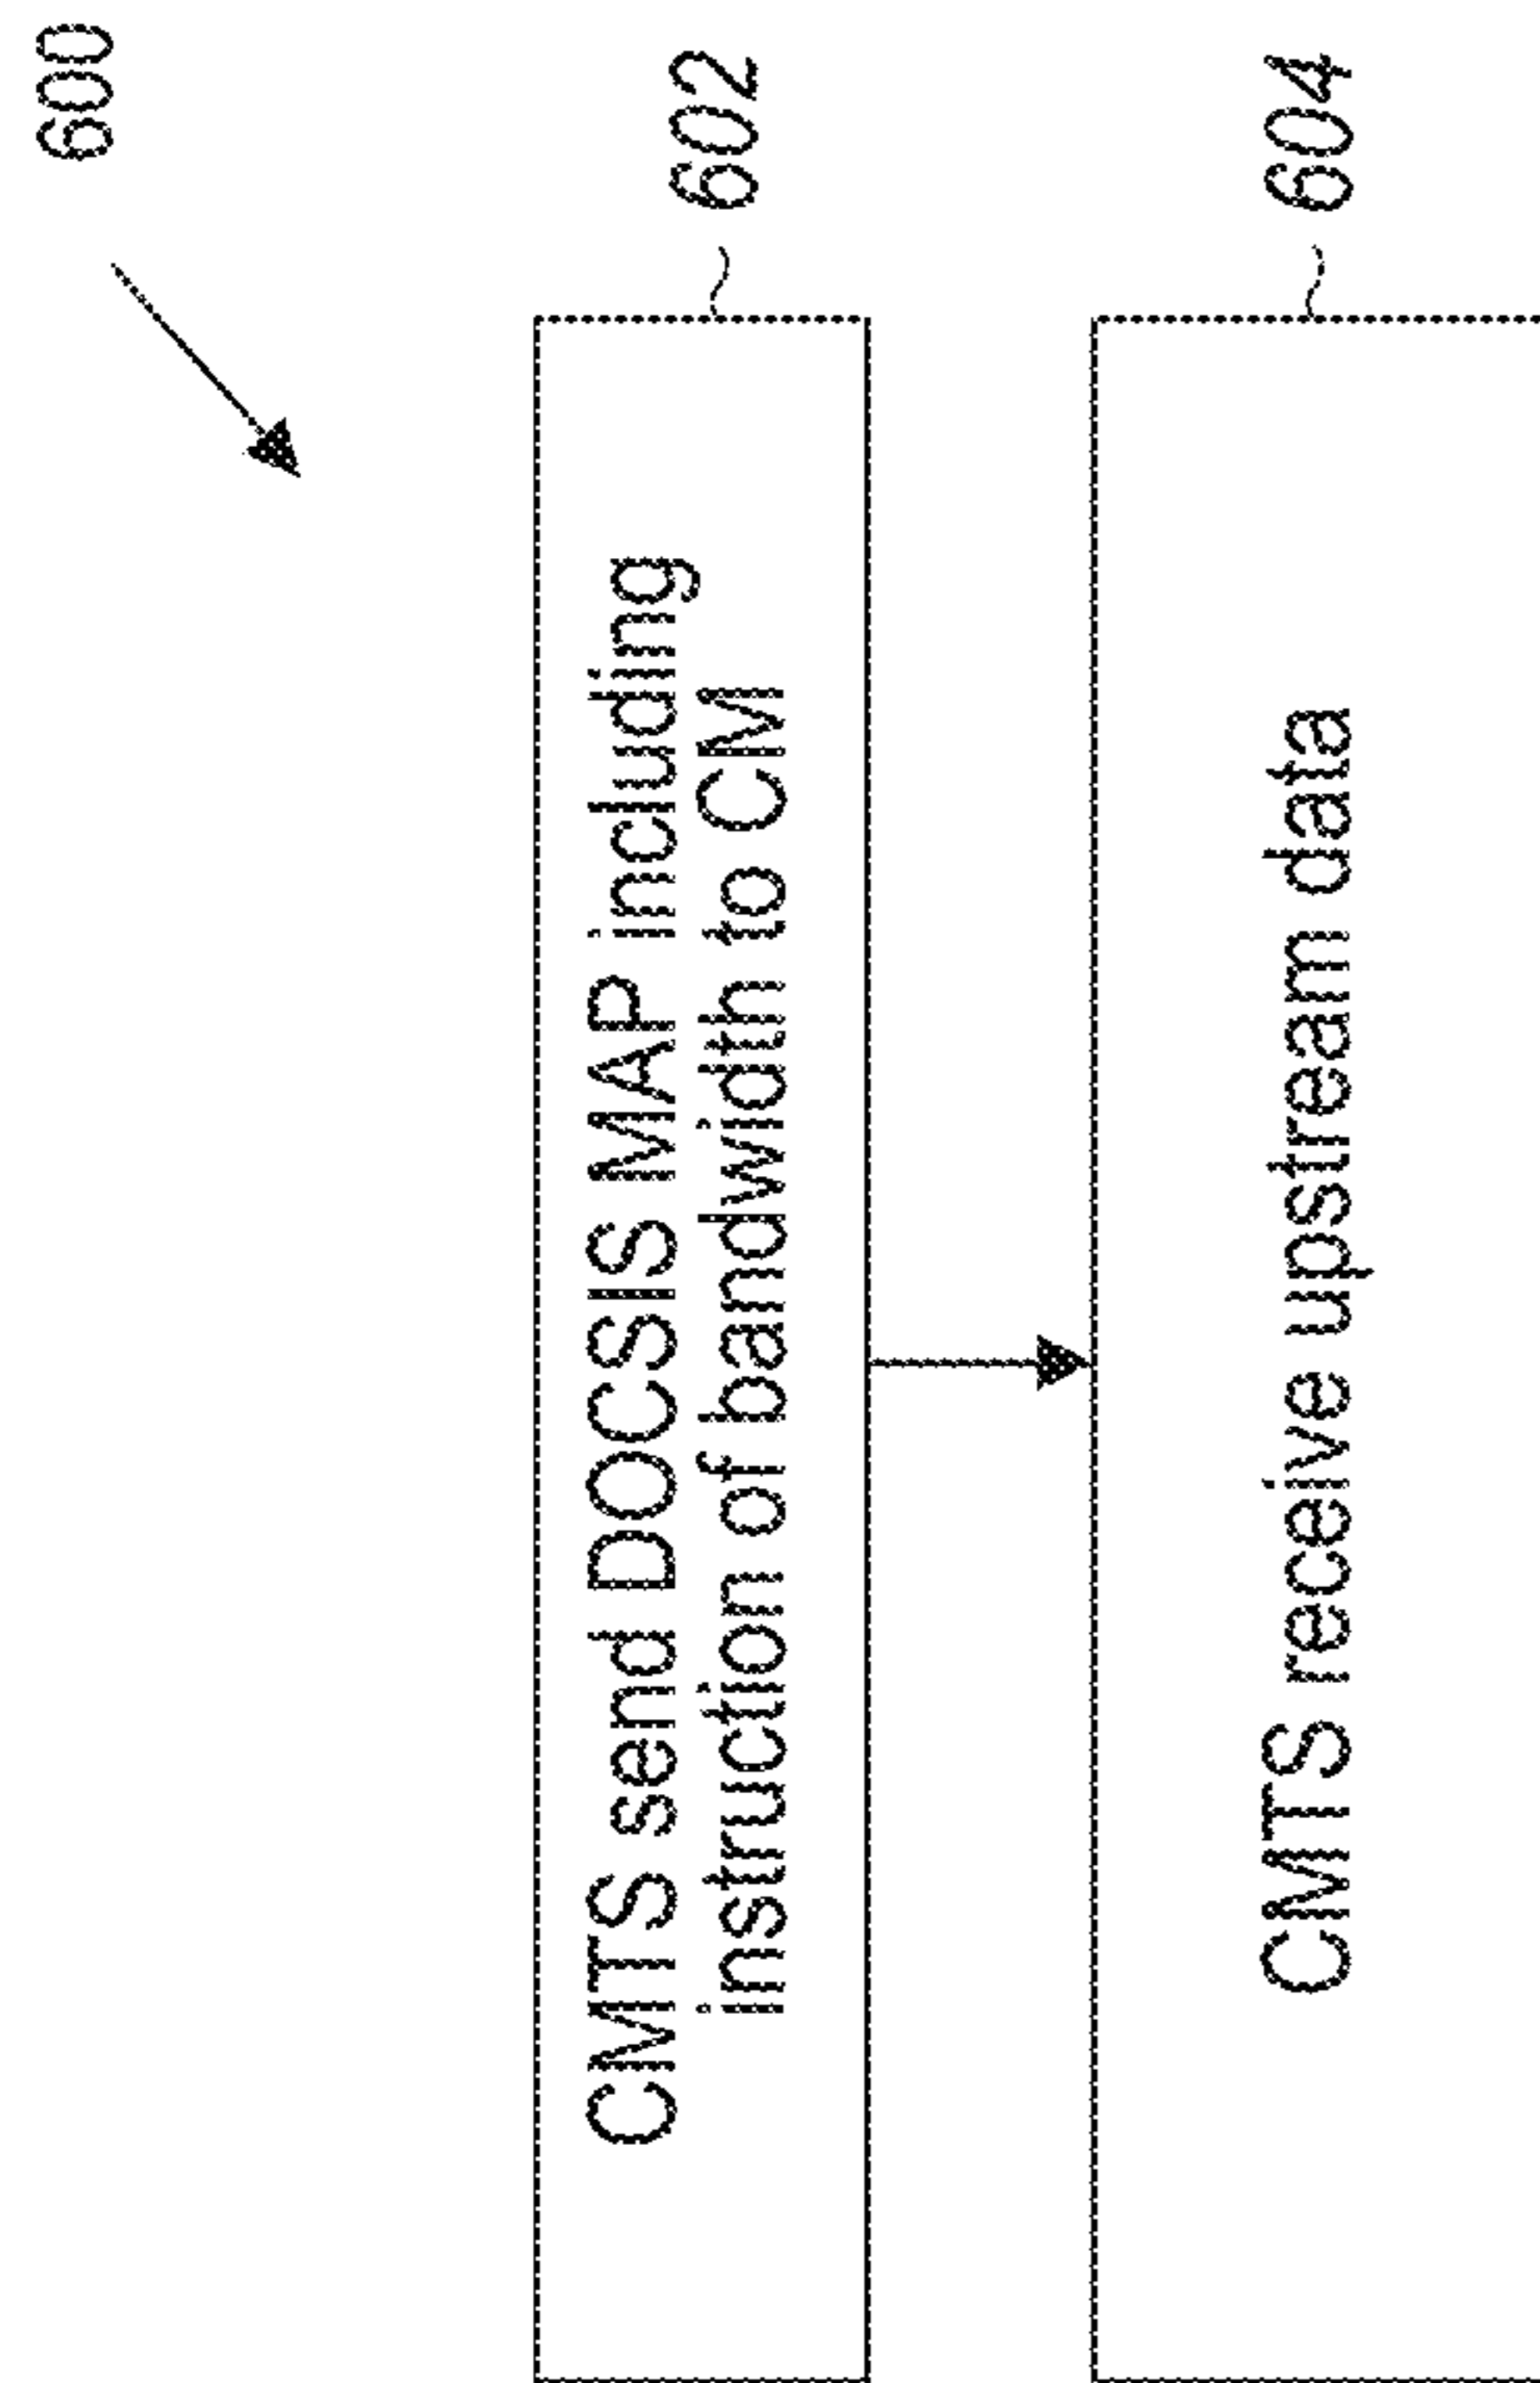 600
CMTS send DOCSIS MAP including
instruction of bandwidth to CM
602
CMTS receive upstream data
604